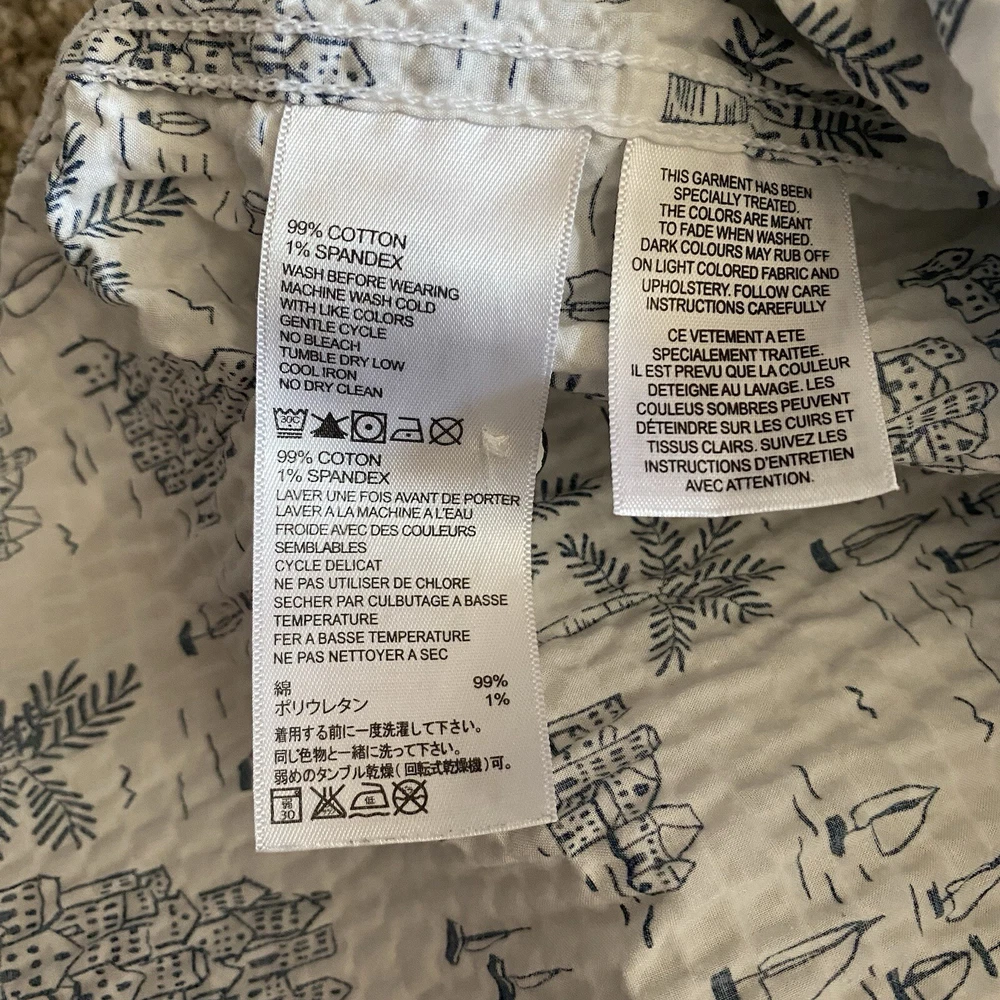 99% COTTON
1% SPANDEX
WASH BEFORE WEARING
MACHINE WASH COLD
WITH LIKE COLORS
GENTLE CYCLE
NO BLEACH
TUMBLE DRY LOW
COOL IRON
NO DRY CLEAN
30C
99% COTON
1% SPANDEX
LAVER UNE FOIS AVANT DE PORTER
LAVER A LA MACHINE A L'EAU
FROIDE AVEC DES COULEURS
SEMBLABLES
CYCLE DELICAT
NE PAS UTILISER DE CHLORE
SECHER PAR CULBUTAGE A BASSE
TEMPERATURE
FER A BASSE TEMPERATURE
NE PAS NETTOYER A SEC
綿 99%
ポリウレタン 1%
着用する前に一度洗濯して下さい。
同じ色物と一緒に洗って下さい。
弱めのタンブル乾燥(回転式乾燥機)可。
弱
30
低
THIS GARMENT HAS BEEN
SPECIALLY TREATED.
THE COLORS ARE MEANT
TO FADE WHEN WASHED.
DARK COLOURS MAY RUB OFF
ON LIGHT COLORED FABRIC AND
UPHOLSTERY. FOLLOW CARE
INSTRUCTIONS CAREFULLY
CE VETEMENT A ETE
SPECIALEMENT TRAITEE.
IL EST PREVU QUE LA COULEUR
DETEIGNE AU LAVAGE. LES
COULEUS SOMBRES PEUVENT
DÉTEINDRE SUR LES CUIRS ET
TISSUS CLAIRS. SUIVEZ LES
INSTRUCTIONS D'ENTRETIEN
AVEC ATTENTION.